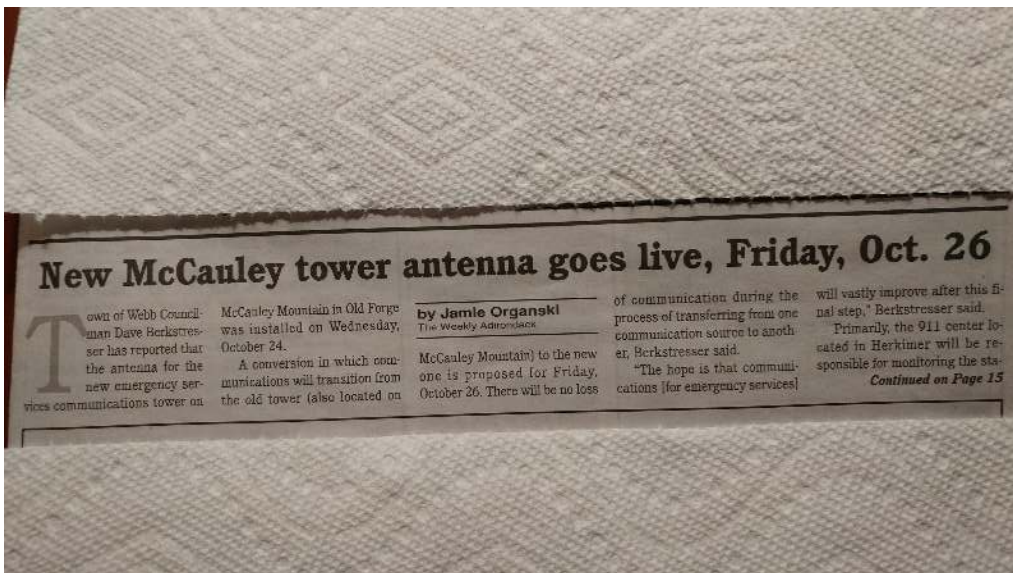 New McCauley tower antenna goes live, Friday, Oct. 26
Town of Webb Council-
man Dave Berkstres-
ser has reported that
the antenna for the
new emergency ser-
vices communications tower on
McCauley Mountain in Old Forge
was installed on Wednesday,
October 24.
A conversion in which com-
munications will transition from
the old tower (also located on
by Jamie Organski
The Weekly Adirondack
McCauley Mountain) to the new
one is proposed for Friday,
October 26. There will be no loss
of communication during the
process of transferring from one
communication source to anoth-
er, Berkstresser said.
"The hope is that communi-
cations [for emergency services]
will vastly improve after this fi-
nal step," Berkstresser said.
Primarily, the 911 center lo-
cated in Herkimer will be re-
sponsible for monitoring the sta-
Continued on Page 15